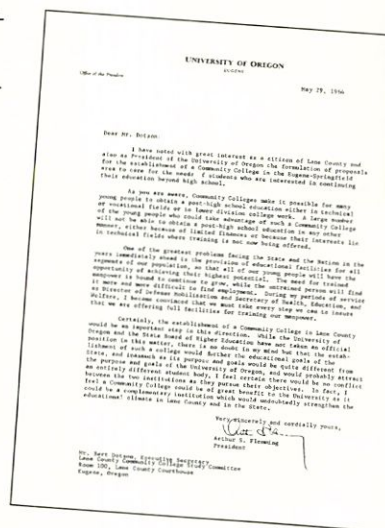 UNIVERSITY OF OREGON
EUGENE
Office of the President
May 29, 1964
Dear Mr. Dotson:
I have noted with great interest as a citizen of Lane County and
also as President of the University of Oregon the formulation of proposals
for the establishment of a Community College in the Eugene-Springfield
area to care for the needs of students who are interested in continuing
their education beyond high school.
As you are aware, Community Colleges make it possible for many
young people to obtain a post-high school education either in technical
or vocational fields or in lower division college work. A large number
of the young people who could take advantage of such a Community College
will not be able to obtain a post-high school education in any other
manner, either because of limited finances or because their interests lie
in technical fields where training is not now being offered.
One of the greatest problems facing the State and the Nation in the
years immediately ahead is the provision of educational facilities for all
segments of our population, so that all of our young people will have the
opportunity of achieving their highest potential. The need for trained
manpower is bound to continue to grow, while the untrained person will find
it more and more difficult to find employment. During my periods of service
as Director of Defense Mobilization and Secretary of Health, Education, and
Welfare, I became convinced that we must take every step we can to insure
that we are offering full facilities for training our manpower.
Certainly, the establishment of a Community College in Lane County
would be an important step in this direction. While the University of
Oregon and the State Board of Higher Education have not taken an official
position in this matter, there is no doubt in my mind but that the estab-
lishment of such a college would further the educational goals of the
State, and inasmuch as its purpose and goals would be quite different from
the purpose and goals of the University of Oregon, and would probably attract
an entirely different student body, I feel certain there would be no conflict
between the two institutions as they pursue their objectives. In fact, I
feel a Community College could be of great benefit to the University as it
could be a complementary institution which would undoubtedly strengthen the
educational climate in Lane County and in the State.
Very sincerely and cordially yours,
Arthur S. Flemming
President
Mr. Bert Dotson, Executive Secretary
Lane County Community College Study Committee
Room 100, Lane County Courthouse
Eugene, Oregon